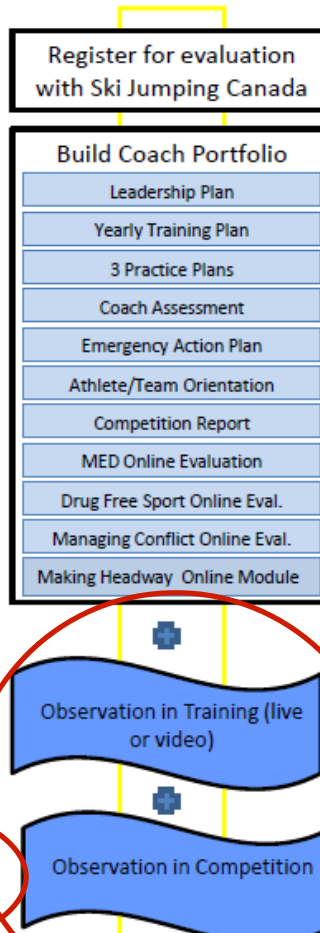 Register for evaluation
with Ski Jumping Canada
Build Coach Portfolio
Leadership Plan
Yearly Training Plan
3 Practice Plans
Coach Assessment
Emergency Action Plan
Athlete/Team Orientation
Competition Report
MED Online Evaluation
Drug Free Sport Online Eval.
Managing Conflict Online Eval.
Making Headway Online Module
Observation in Training (live
or video)
Observation in Competition